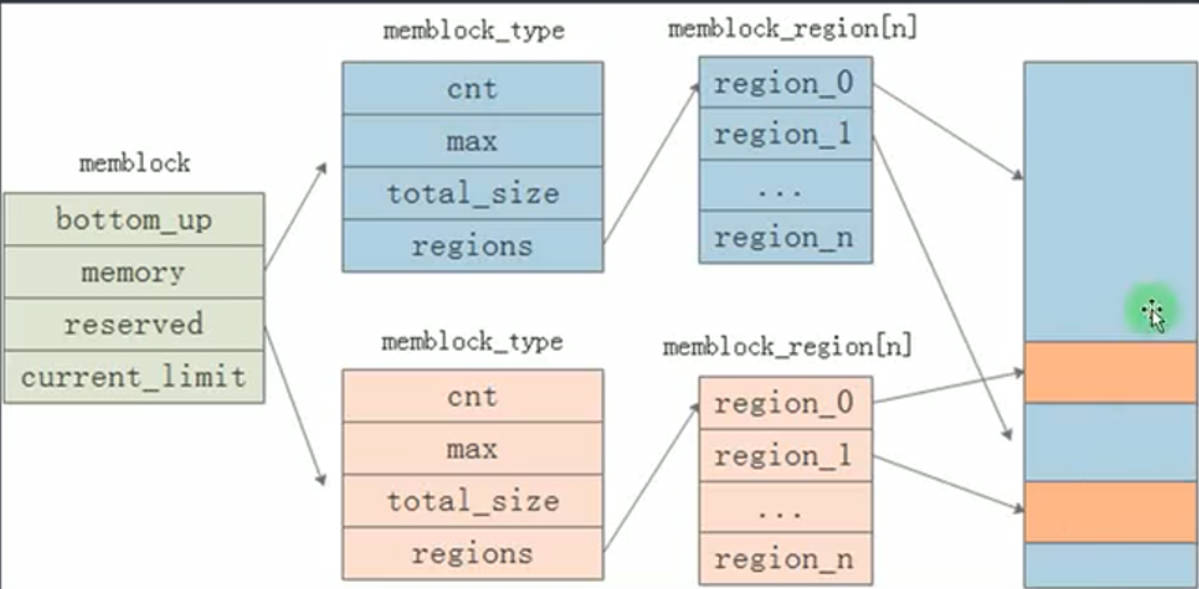 memblock
bottom_up
memory
reserved
current_limit
memblock_type
cnt
max
total_size
regions
memblock_region[n]
region_0
region_1
...
region_n
memblock_type
cnt
max
total_size
regions
memblock_region[n]
region_0
region_1
...
region_n